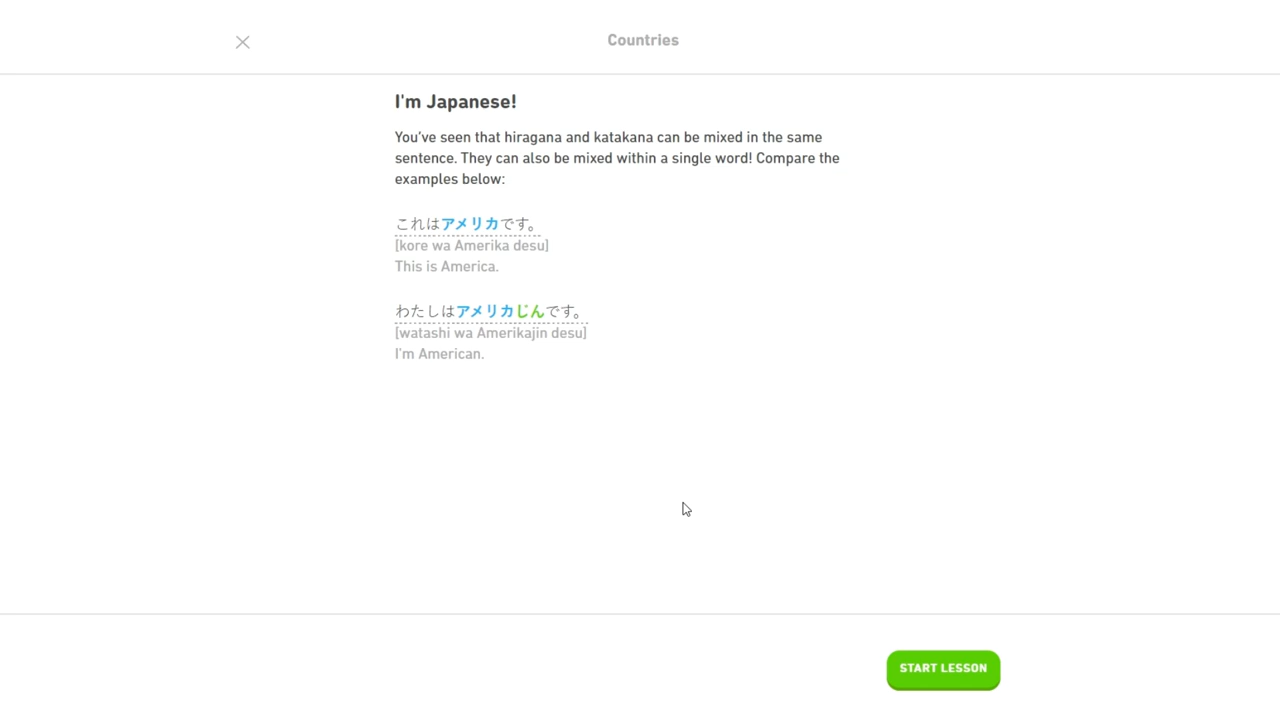 Countries
I'm Japanese!
You've seen that hiragana and katakana can be mixed in the same
sentence. They can also be mixed within a single word! Compare the
examples below:
これはアメリカです。
[kore wa Amerika desu]
This is America.
わたしはアメリカじんです。
[watashi wa Amerikajin desu]
I'm American.
START LESSON